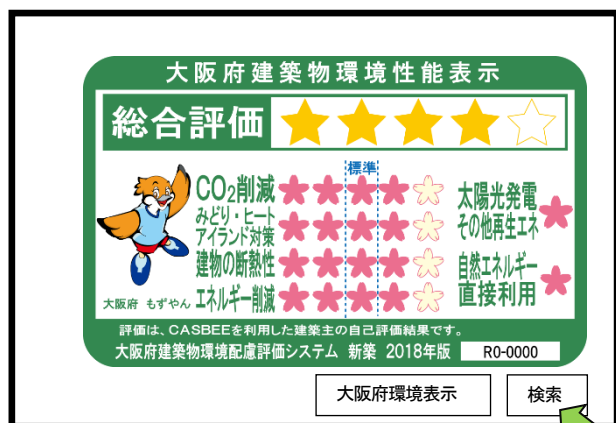 大阪府建築物環境性能表示
総合評価
標準
CO₂削減
みどり・ヒート
アイランド対策
建物の断熱性
エネルギー削減
太陽光発電
その他再生エネ
自然エネルギー
直接利用
大阪府 もずやん
評価は、CASBEEを利用した建築主の自己評価結果です。
大阪府建築物環境配慮評価システム 新築 2018年版 R0-0000
大阪府環境表示 検索